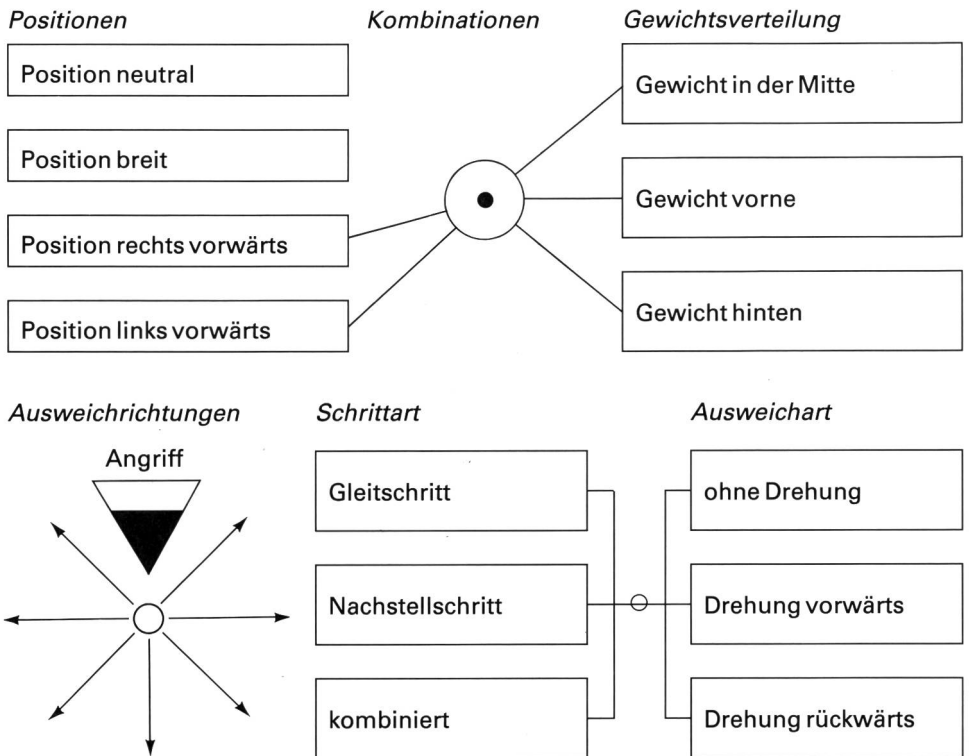 Positionen
Kombinationen
Gewichtsverteilung
Position neutral
Position breit
Position rechts vorwärts
Position links vorwärts
Gewicht in der Mitte
Gewicht vorne
Gewicht hinten
Ausweichrichtungen
Schrittart
Ausweichart
Angriff
Gleitschritt
Nachstellschritt
kombiniert
ohne Drehung
Drehung vorwärts
Drehung rückwärts